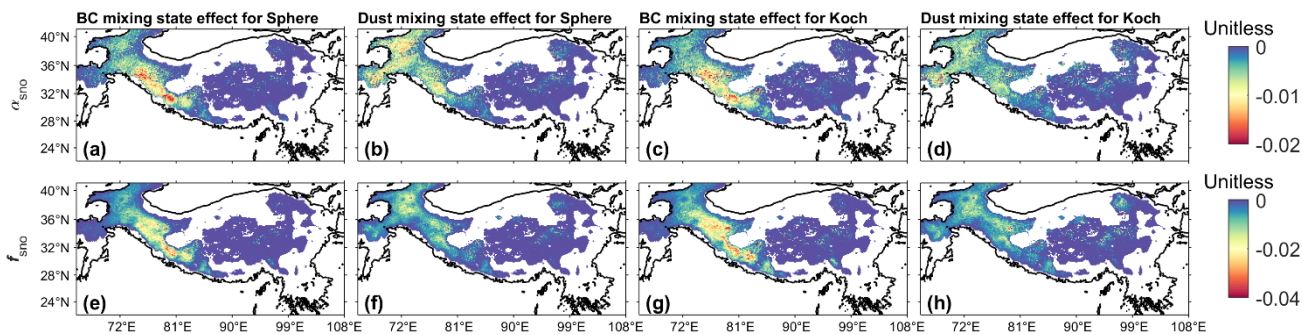 BC mixing state effect for Sphere
Dust mixing state effect for Sphere
BC mixing state effect for Koch
Dust mixing state effect for Koch
Unitless
40°N
36°N
32°N
28°N
24°N
α_sno
(a)
(b)
(c)
(d)
0
-0.01
-0.02
40°N
36°N
32°N
28°N
24°N
f_sno
(e)
(f)
(g)
(h)
Unitless
0
-0.02
-0.04
72°E 81°E 90°E 99°E 108°E
72°E 81°E 90°E 99°E 108°E
72°E 81°E 90°E 99°E 108°E
72°E 81°E 90°E 99°E 108°E